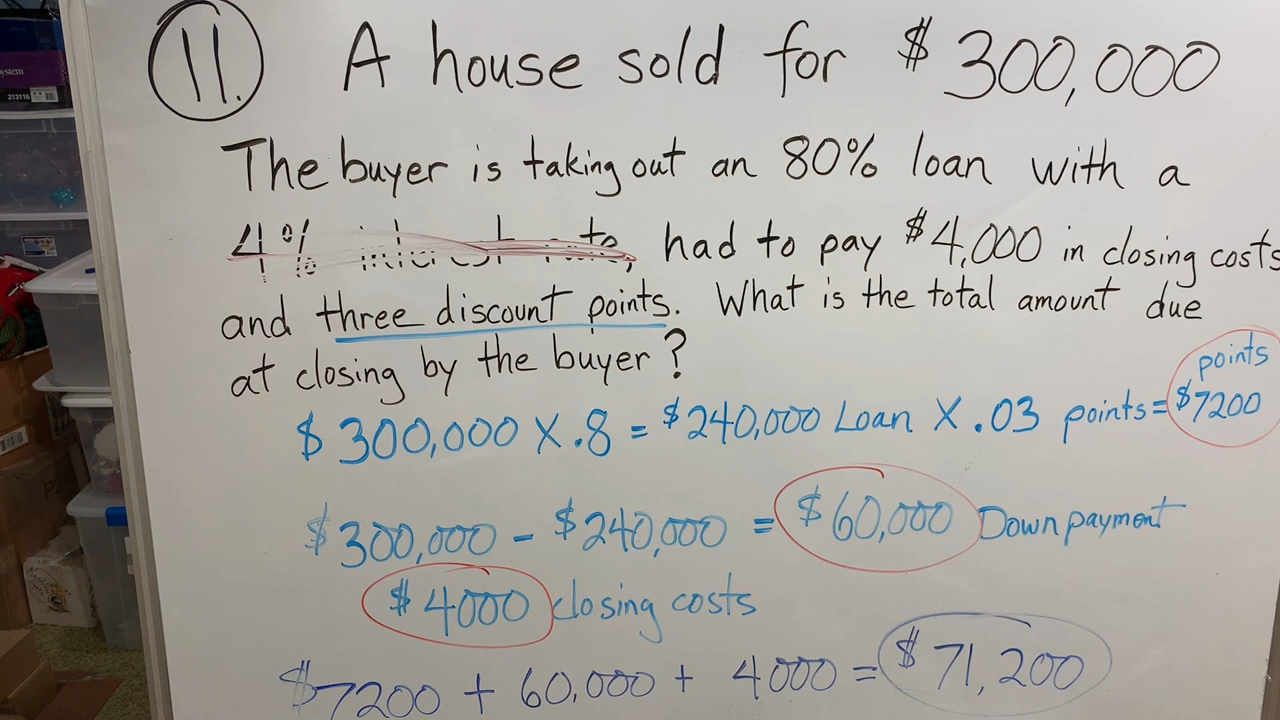 11. A house sold for $300,000
The buyer is taking out an 80% loan with a
4% interest rate, had to pay $4,000 in closing costs
and three discount points. What is the total amount due
at closing by the buyer?
points
$300,000 X .8 = $240,000 Loan X .03 points = $7200
$300,000 - $240,000 = $60,000 Down payment
$4000 closing costs
$7200 + 60,000 + 4000 = $71,200
ystem
213116